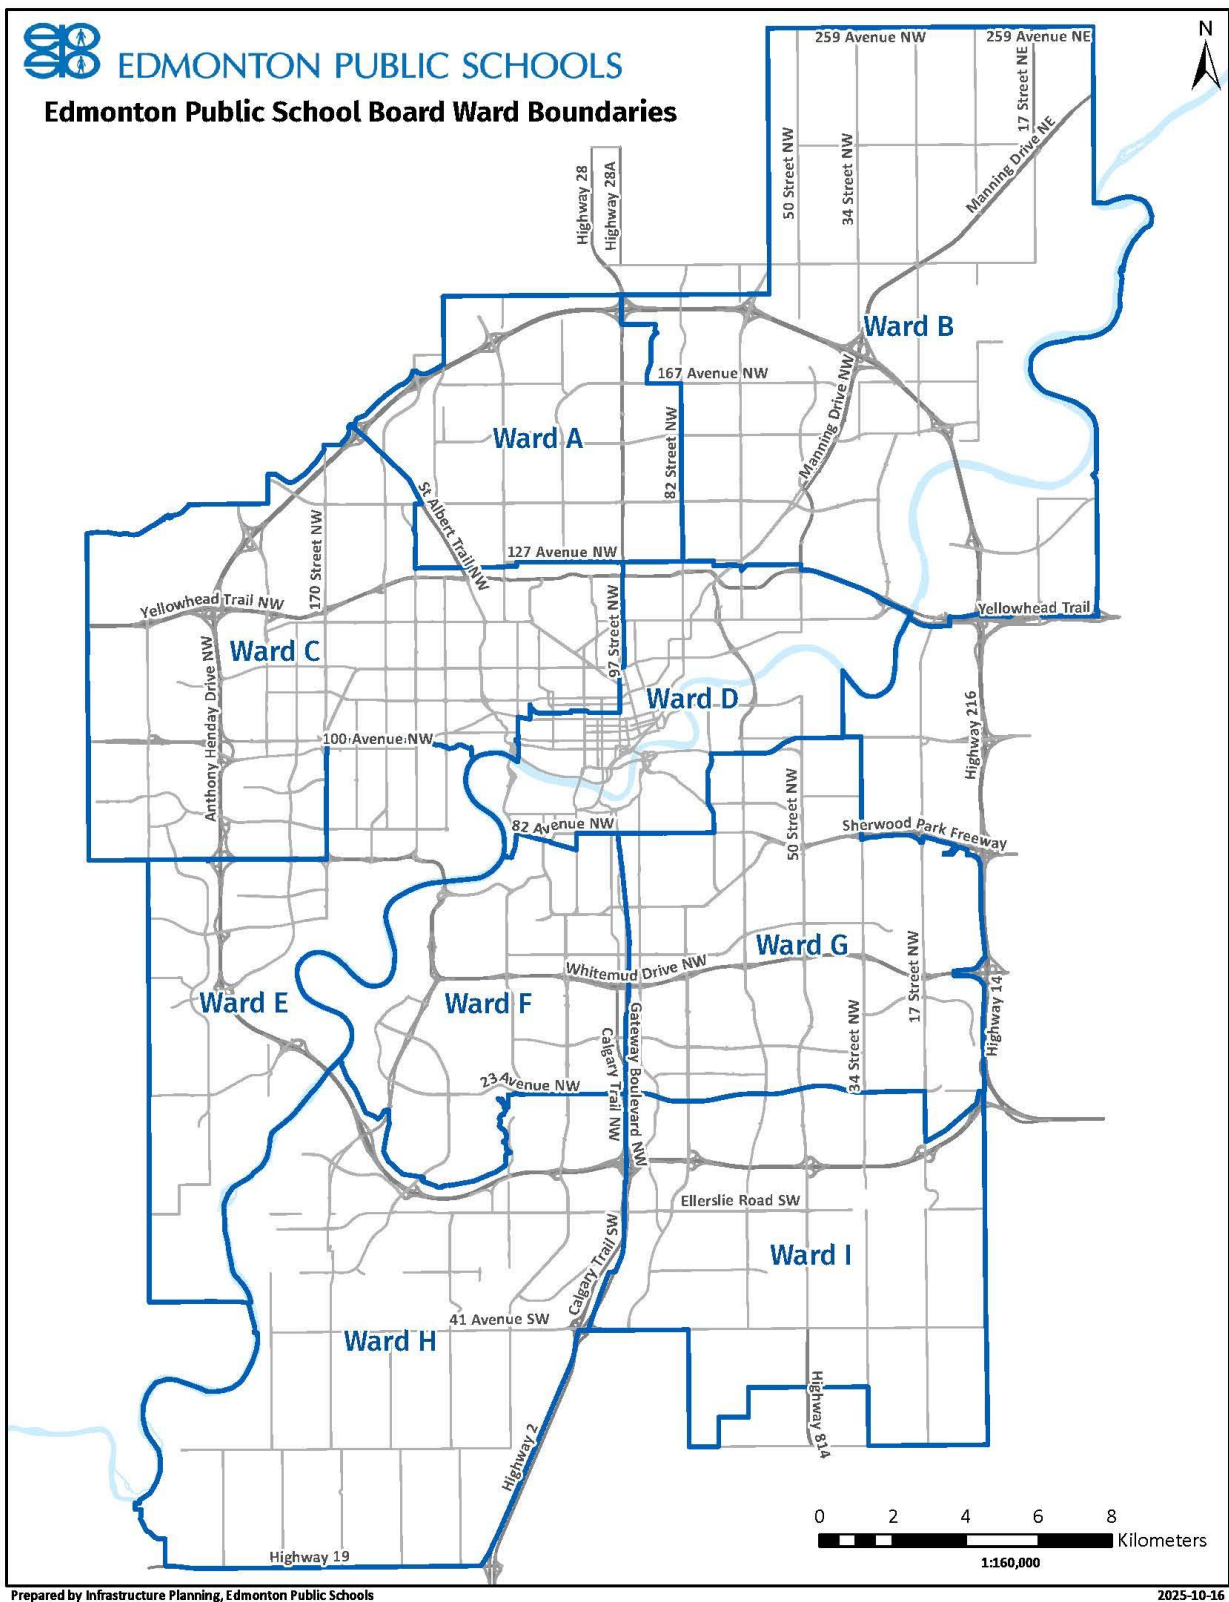 EDMONTON PUBLIC SCHOOLS
Edmonton Public School Board Ward Boundaries
N
259 Avenue NW
259 Avenue NE
17 Street NE
50 Street NW
34 Street NW
Manning Drive NE
Highway 28
Highway 28A
Ward B
167 Avenue NW
Manning Drive NW
Ward A
82 Street NW
St Albert Trail NW
170 Street NW
127 Avenue NW
Yellowhead Trail NW
97 Street NW
Yellowhead Trail
Ward C
Anthony Henday Drive NW
Ward D
100 Avenue NW
Highway 216
50 Street NW
82 Avenue NW
Sherwood Park Freeway
Ward G
17 Street NW
Whitemud Drive NW
Ward E
Ward F
Highway 14
34 Street NW
Calgary Trail NW
Gateway Boulevard NW
23 Avenue NW
Ellerslie Road SW
Calgary Trail SW
Ward I
41 Avenue SW
Ward H
Highway 814
Highway 2
Highway 19
0 2 4 6 8
Kilometers
1:160,000
Prepared by Infrastructure Planning, Edmonton Public Schools
2025-10-16